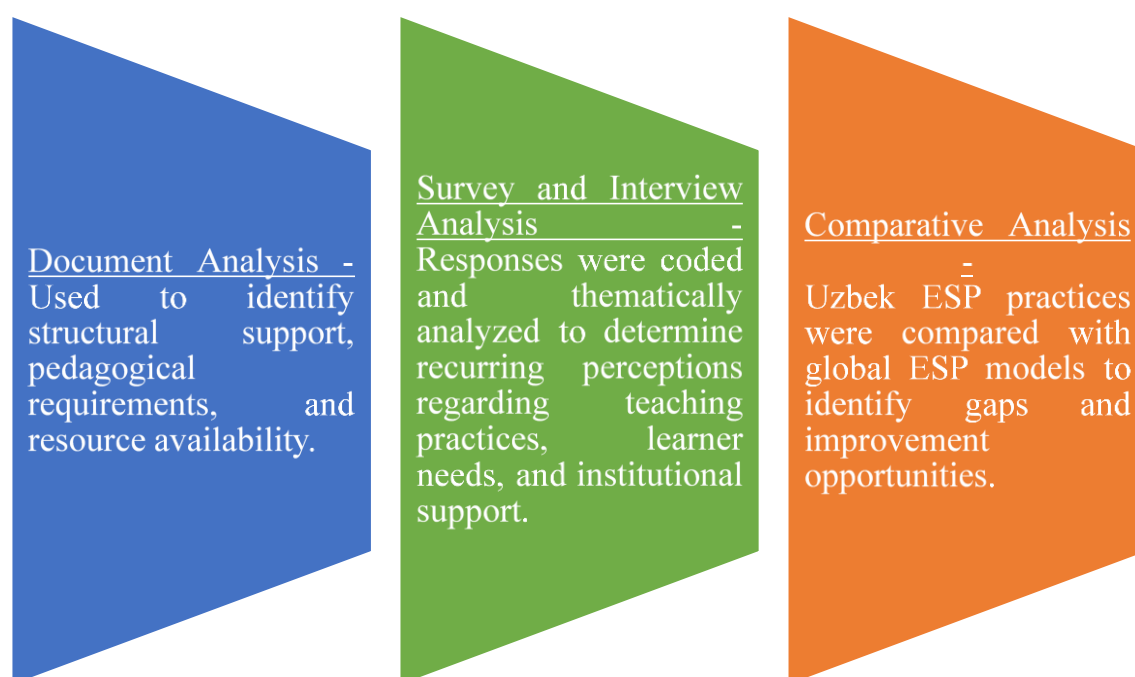 Document Analysis -
Used to identify
structural support,
pedagogical
requirements, and
resource availability.
Survey and Interview
Analysis -
Responses were coded
and thematically
analyzed to determine
recurring perceptions
regarding teaching
practices, learner
needs, and institutional
support.
Comparative Analysis
-
Uzbek ESP practices
were compared with
global ESP models to
identify gaps and
improvement
opportunities.